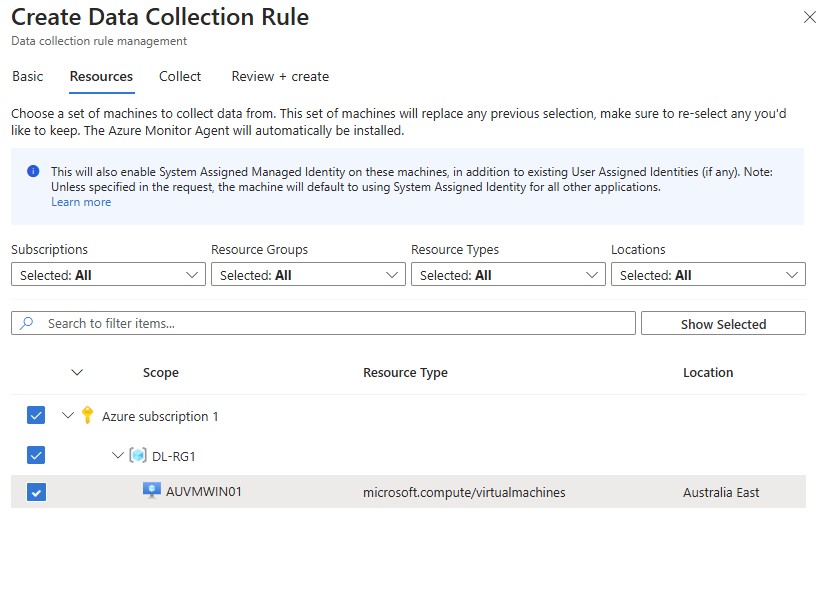 Create Data Collection Rule
Data collection rule management
Basic Resources Collect Review + create
Choose a set of machines to collect data from. This set of machines will replace any previous selection, make sure to re-select any you'd
like to keep. The Azure Monitor Agent will automatically be installed.
This will also enable System Assigned Managed Identity on these machines, in addition to existing User Assigned Identities (if any). Note:
Unless specified in the request, the machine will default to using System Assigned Identity for all other applications.
Learn more
Subscriptions Resource Groups Resource Types Locations
Selected: All Selected: All Selected: All Selected: All
Search to filter items... Show Selected
Scope Resource Type Location
Azure subscription 1
DL-RG1
AUVMWIN01 microsoft.compute/virtualmachines Australia East